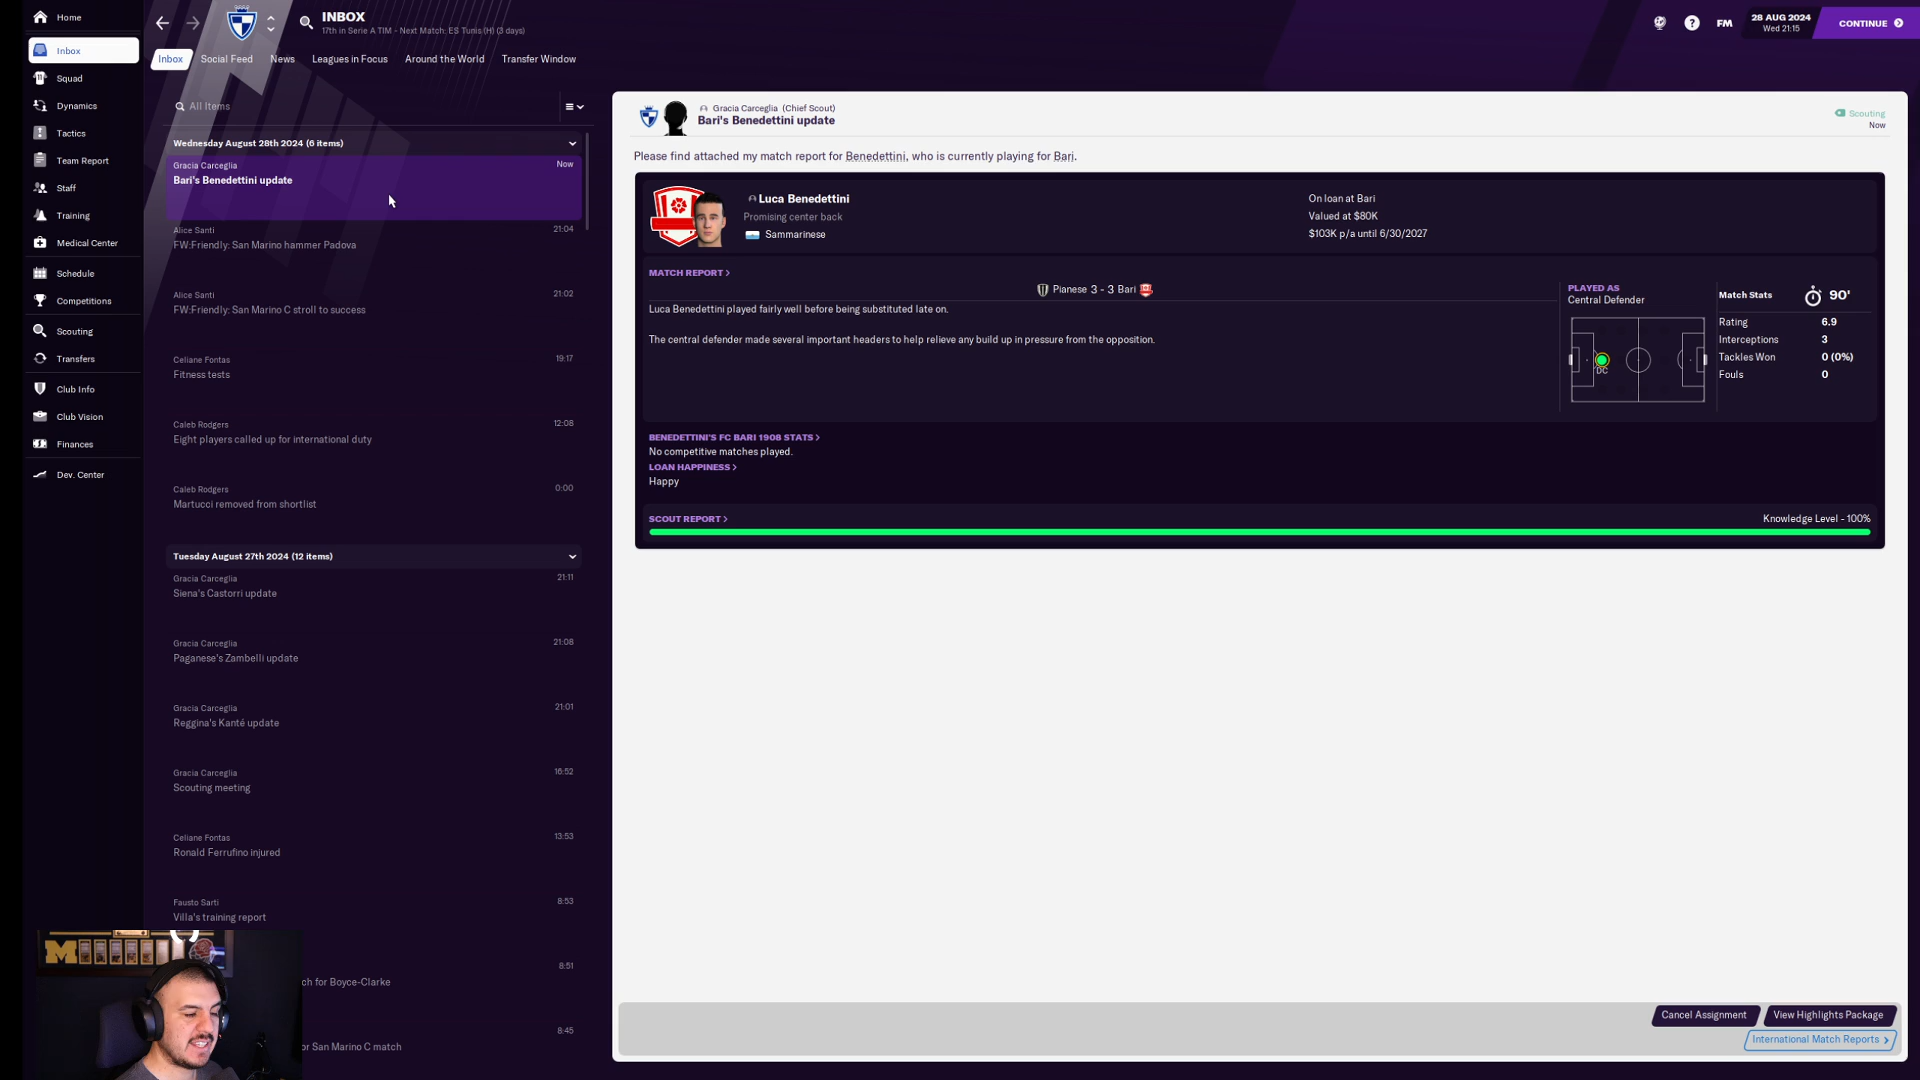 Home
Inbox
Squad
Dynamics
Tactics
Team Report
Staff
Training
Medical Center
Schedule
Competitions
Scouting
Transfers
Club Info
Club Vision
Finances
Dev. Center
INBOX
17th in Serie A TIM - Next Match: ES Tunis (H) (3 days)
FM
28 AUG 2024
Wed 21:15
CONTINUE
Inbox Social Feed News Leagues in Focus Around the World Transfer Window
All Items
Wednesday August 28th 2024 (6 items)
Gracia Carceglia Now
Bari's Benedettini update
Alice Santi 21:04
FW:Friendly: San Marino hammer Padova
Alice Santi 21:02
FW:Friendly: San Marino C stroll to success
Celiane Fontas 19:17
Fitness tests
Caleb Rodgers 12:08
Eight players called up for international duty
Caleb Rodgers 0:00
Martucci removed from shortlist
Tuesday August 27th 2024 (12 items)
Gracia Carceglia 21:11
Siena's Castorri update
Gracia Carceglia 21:08
Paganese's Zambelli update
Gracia Carceglia 21:01
Reggina's Kanté update
Gracia Carceglia 16:52
Scouting meeting
Celiane Fontas 13:53
Ronald Ferrufino injured
Fausto Sarti 8:53
Villa's training report
8:51
ch for Boyce-Clarke
8:45
or San Marino C match
Gracia Carceglia (Chief Scout)
Bari's Benedettini update
Scouting
Now
Please find attached my match report for Benedettini, who is currently playing for Bari.
Luca Benedettini
Promising center back
Sammarinese
On loan at Bari
Valued at $80K
$103K p/a until 6/30/2027
MATCH REPORT >
Pianese 3 - 3 Bari
Luca Benedettini played fairly well before being substituted late on.
The central defender made several important headers to help relieve any build up in pressure from the opposition.
PLAYED AS
Central Defender
DC
Match Stats 90'
Rating 6.9
Interceptions 3
Tackles Won 0 (0%)
Fouls 0
BENEDETTINI'S FC BARI 1908 STATS >
No competitive matches played.
LOAN HAPPINESS >
Happy
SCOUT REPORT >
Knowledge Level - 100%
Cancel Assignment
View Highlights Package
International Match Reports >
M